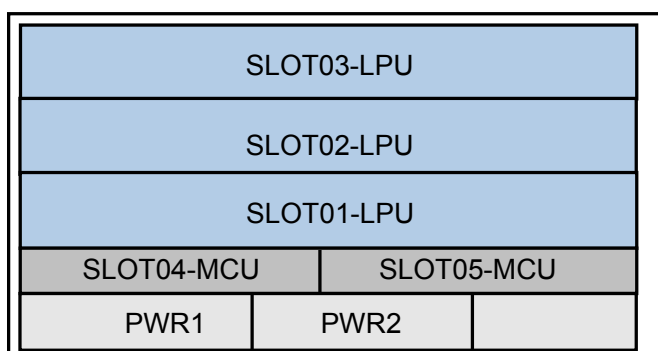 SLOT03-LPU
SLOT02-LPU
SLOT01-LPU
SLOT04-MCU SLOT05-MCU
PWR1 PWR2